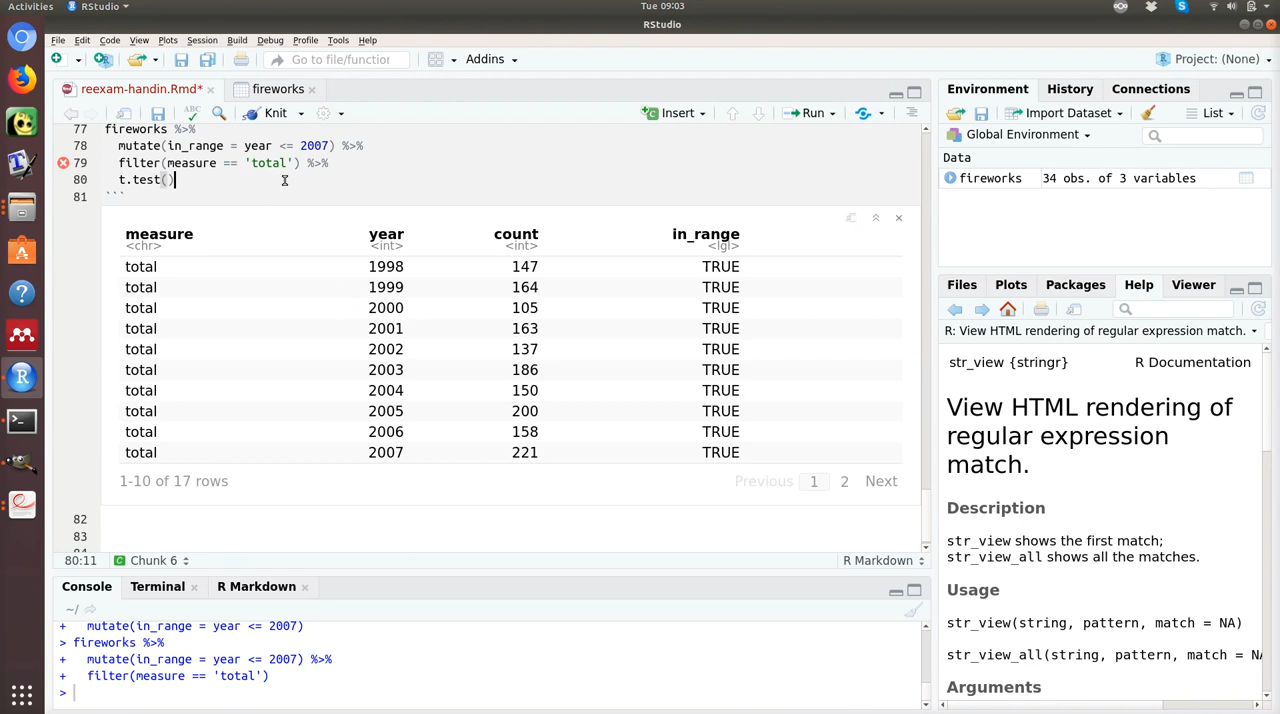 Activities RStudio Tue 09:03
RStudio
File Edit Code View Plots Session Build Debug Profile Tools Help
Go to file/function Addins Project: (None)
reexam-handin.Rmd* fireworks
ABC Knit Insert Run
77 fireworks %>%
78 mutate(in_range = year <= 2007) %>%
79 filter(measure == 'total') %>%
80 t.test()
81 ```
measure year count in_range
<chr> <int> <int> <lgl>
total 1998 147 TRUE
total 1999 164 TRUE
total 2000 105 TRUE
total 2001 163 TRUE
total 2002 137 TRUE
total 2003 186 TRUE
total 2004 150 TRUE
total 2005 200 TRUE
total 2006 158 TRUE
total 2007 221 TRUE
1-10 of 17 rows Previous 1 2 Next
82
83
80:11 Chunk 6 R Markdown
Console Terminal R Markdown
~/
+ mutate(in_range = year <= 2007)
> fireworks %>%
+ mutate(in_range = year <= 2007) %>%
+ filter(measure == 'total')
>
Environment History Connections
Import Dataset List
Global Environment
Data
fireworks 34 obs. of 3 variables
Files Plots Packages Help Viewer
R: View HTML rendering of regular expression match.
str_view {stringr} R Documentation
View HTML rendering of
regular expression
match.
Description
str_view shows the first match;
str_view_all shows all the matches.
Usage
str_view(string, pattern, match = NA)
str_view_all(string, pattern, match = NA
Arguments